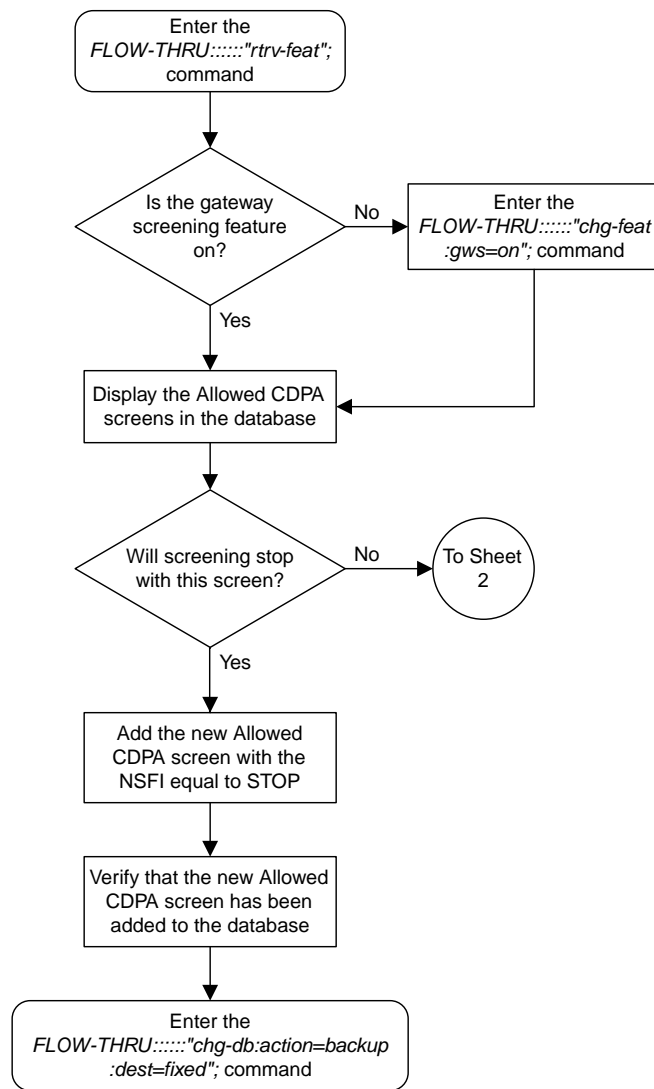 Enter the
FLOW-THRU::::::"rtrv-feat";
command
Is the gateway
screening feature
on?
No
Enter the
FLOW-THRU::::::"chg-feat
:gws=on"; command
Yes
Display the Allowed CDPA
screens in the database
Will screening stop
with this screen?
No
To Sheet
2
Yes
Add the new Allowed
CDPA screen with the
NSFI equal to STOP
Verify that the new Allowed
CDPA screen has been
added to the database
Enter the
FLOW-THRU::::::"chg-db:action=backup
:dest=fixed"; command